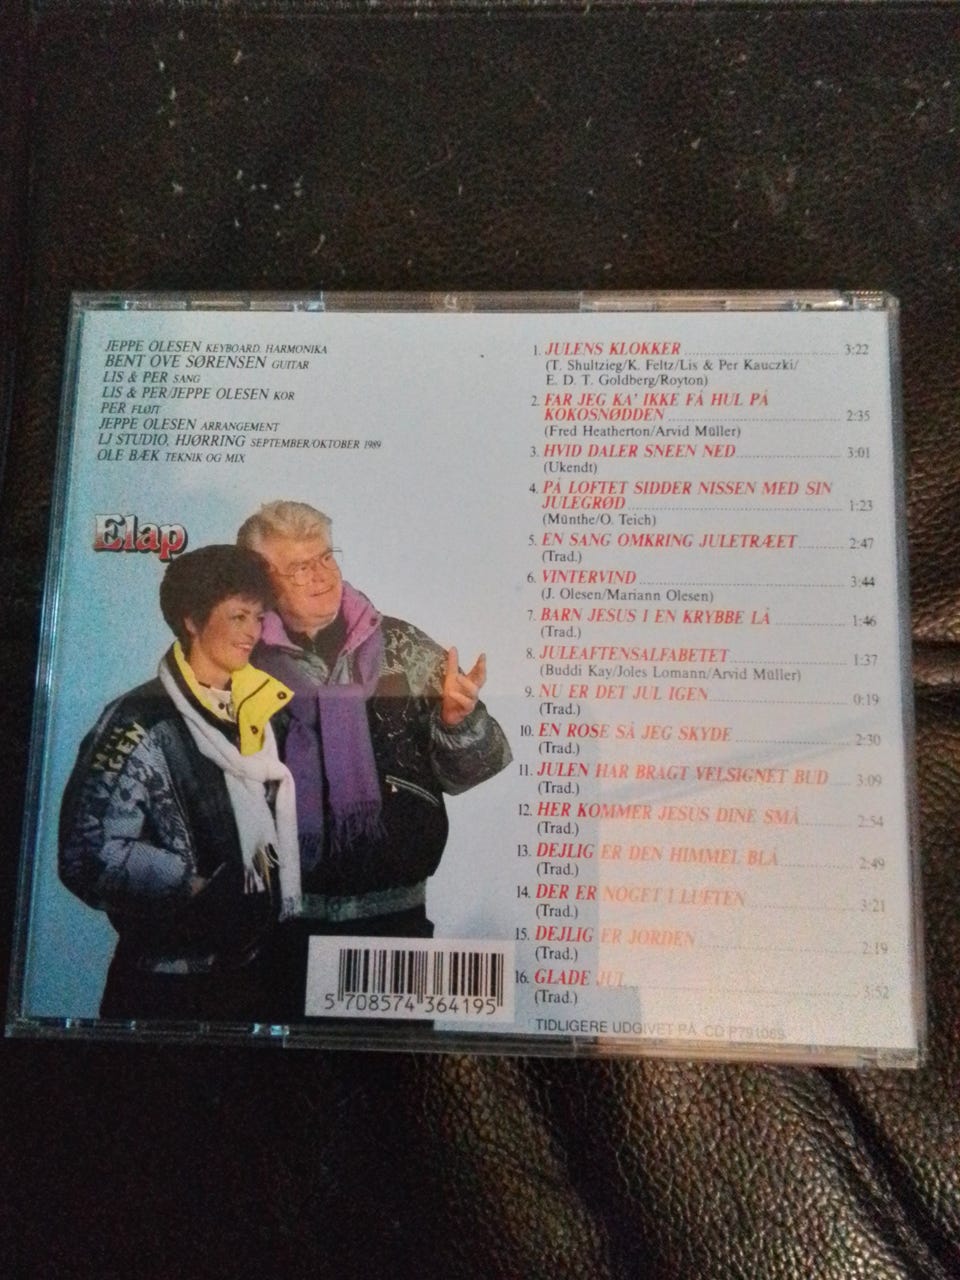 JEPPE OLESEN KEYBOARD, HARMONIKA
BENT OVE SØRENSEN GUITAR
LIS & PER SANG
LIS & PER/JEPPE OLESEN KOR
PER FLØJT
JEPPE OLESEN ARRANGEMENT
LJ STUDIO, HJØRRING SEPTEMBER/OKTOBER 1989
OLE BÆK TEKNIK OG MIX
Elap
1. JULENS KLOKKER 3:22
(T. Shultzieg/K. Feltz/Lis & Per Kauczki/
E. D. T. Goldberg/Royton)
2. FAR JEG KA' IKKE FÅ HUL PÅ
KOKOSNØDDEN 2:35
(Fred Heatherton/Arvid Müller)
3. HVID DALER SNEEN NED 3:01
(Ukendt)
4. PÅ LOFTET SIDDER NISSEN MED SIN
JULEGRØD 1:23
(Münthe/O. Teich)
5. EN SANG OMKRING JULETRÆET 2:47
(Trad.)
6. VINTERVIND 3:44
(J. Olesen/Mariann Olesen)
7. BARN JESUS I EN KRYBBE LÅ 1:46
(Trad.)
8. JULEAFTENSALFABETET 1:37
(Buddi Kay/Joles Lomann/Arvid Müller)
9. NU ER DET JUL IGEN 0:19
(Trad.)
10. EN ROSE SÅ JEG SKYDE 2:30
(Trad.)
11. JULEN HAR BRAGT VELSIGNET BUD 3:09
(Trad.)
12. HER KOMMER JESUS DINE SMÅ 2:54
(Trad.)
13. DEJLIG ER DEN HIMMEL BLÅ 2:49
(Trad.)
14. DER ER NOGET I LUFTEN 3:21
(Trad.)
15. DEJLIG ER JORDEN 2:19
(Trad.)
16. GLADE JUL 3:52
(Trad.)
TIDLIGERE UDGIVET PÅ CD P791089
5 708574 364195